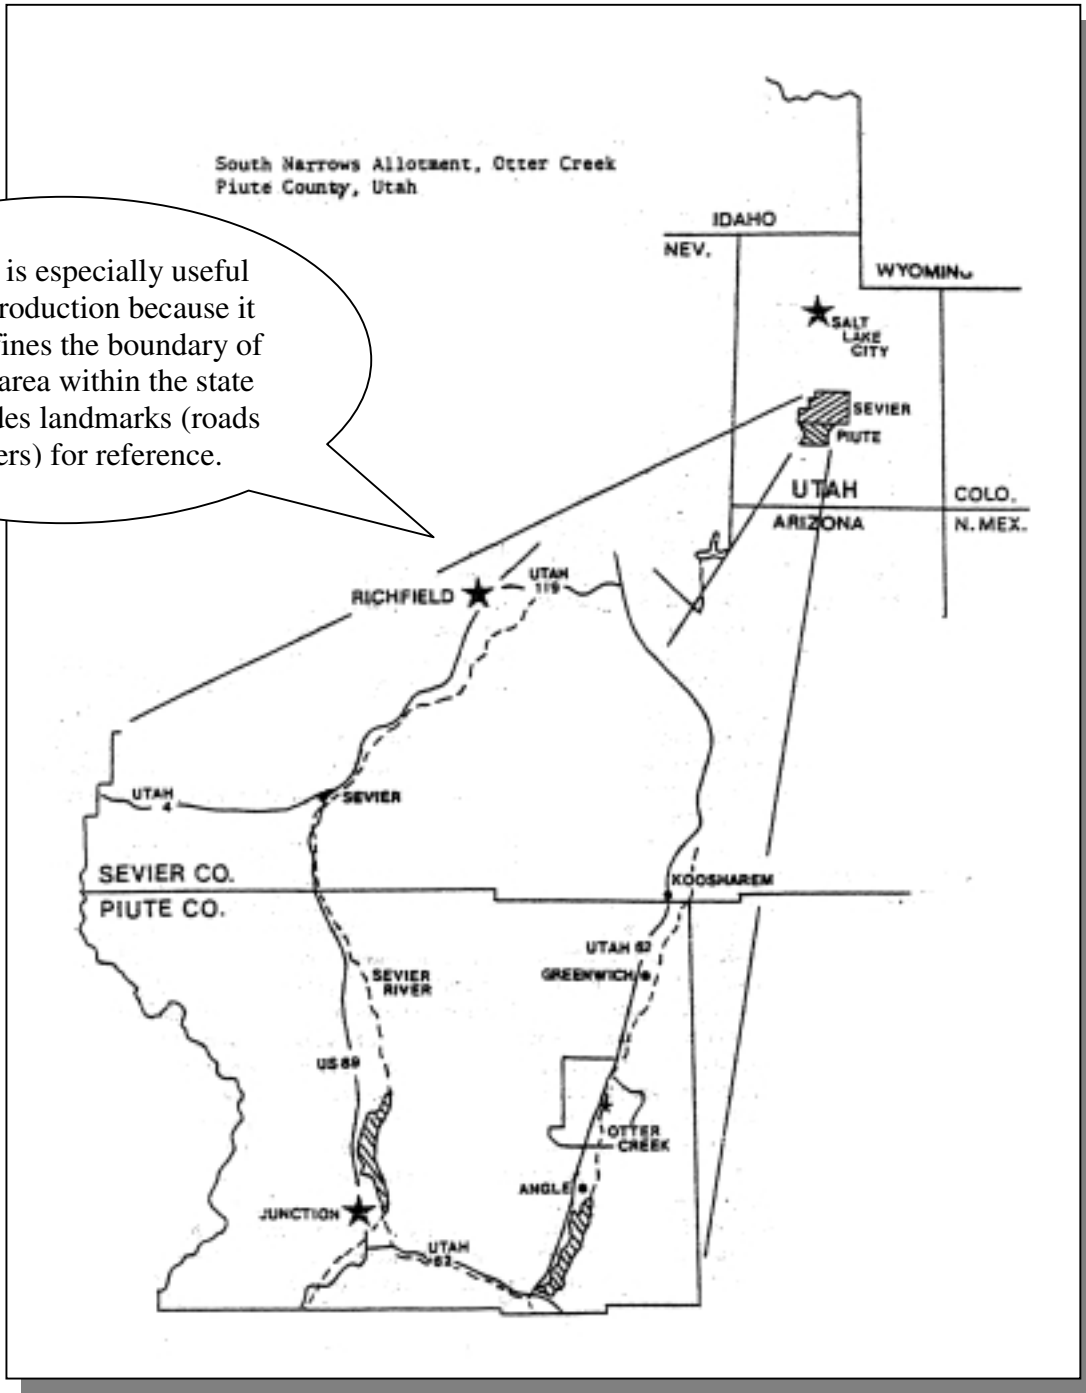 South Narrows Allotment, Otter Creek
Piute County, Utah
is especially useful
roduction because it
fines the boundary of
area within the state
des landmarks (roads
ers) for reference.
IDAHO
NEV.
WYOMING
SALT
LAKE
CITY
SEVIER
PIUTE
UTAH
COLO.
ARIZONA
N. MEX.
RICHFIELD
UTAH
119
UTAH
4
SEVIER
SEVIER CO.
KOOSHAREM
PIUTE CO.
UTAH 62
GREENWICH
SEVIER
RIVER
US 89
OTTER
CREEK
ANGLE
JUNCTION
UTAH
62